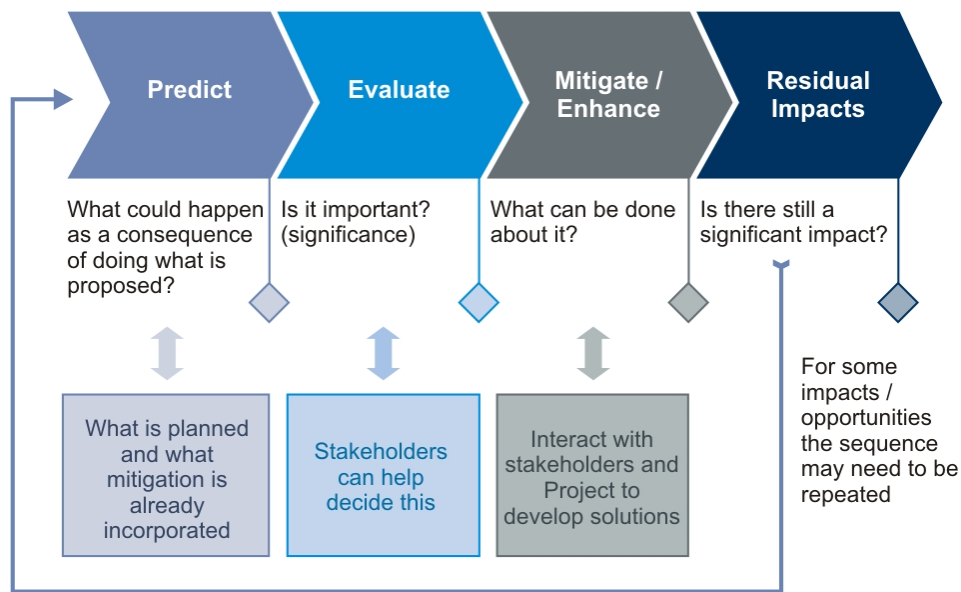 Predict
Evaluate
Mitigate /
Enhance
Residual
Impacts
What could happen
as a consequence
of doing what is
proposed?
Is it important?
(significance)
What can be done
about it?
Is there still a
significant impact?
What is planned
and what
mitigation is
already
incorporated
Stakeholders
can help
decide this
Interact with
stakeholders and
Project to
develop solutions
For some
impacts /
opportunities
the sequence
may need to be
repeated